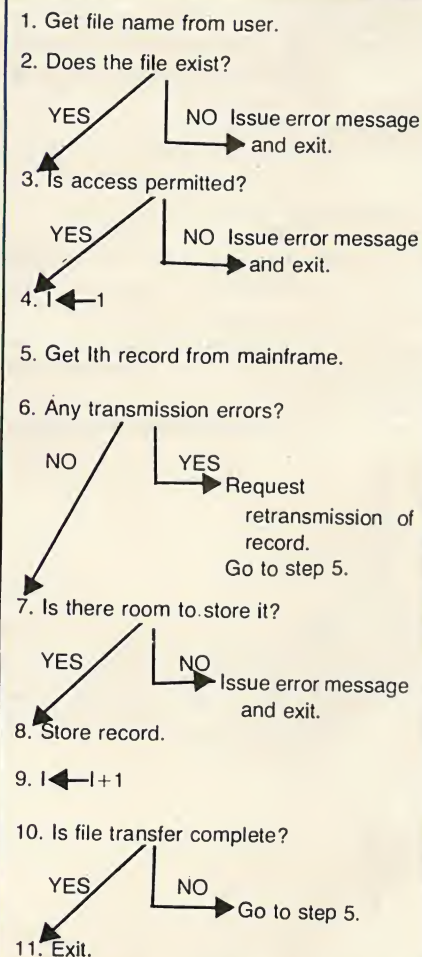 1. Get file name from user.
2. Does the file exist?
YES
NO Issue error message
and exit.
3. Is access permitted?
YES
NO Issue error message
and exit.
4. I←1
5. Get Ith record from mainframe.
6. Any transmission errors?
NO
YES
Request
retransmission of
record.
Go to step 5.
7. Is there room to store it?
YES
NO
Issue error message
and exit.
8. Store record.
9. I←I+1
10. Is file transfer complete?
YES
NO
Go to step 5.
11. Exit.